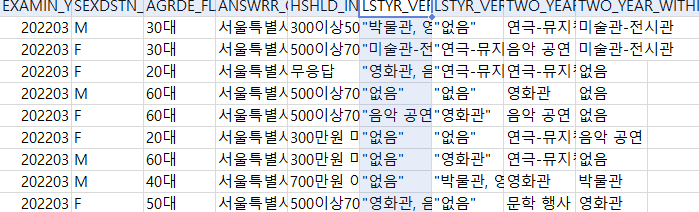 EXAMIN_Y SEXDSTN_ AGRDE_FL ANSWRR_O HSHLD_IN LSTYR_VER LSTYR_VER TWO_YEAR TWO_YEAR_WITHI
202203 M 30대 서울특별시 300이상50 "박물관, 영 "없음" 연극-뮤지컬 미술관-전시관
202203 F 30대 서울특별시 500이상70 "미술관-전 "연극-뮤지 음악 공연 미술관-전시관
202203 F 20대 서울특별시 무응답 "영화관, 음 "연극-뮤지 연극-뮤지컬 없음
202203 M 60대 서울특별시 500이상70 "없음" "없음" 영화관 없음
202203 F 60대 서울특별시 500이상70 "음악 공연 "영화관" 음악 공연 없음
202203 F 20대 서울특별시 300만원 미 "없음" "없음" 연극-뮤지컬 음악 공연
202203 M 60대 서울특별시 300만원 미 "없음" "영화관" 연극-뮤지컬 없음
202203 M 40대 서울특별시 700만원 이 "없음" "박물관, 영 영화관 박물관
202203 F 50대 서울특별시 500이상70 "영화관, 음 "없음" 문학 행사 없음